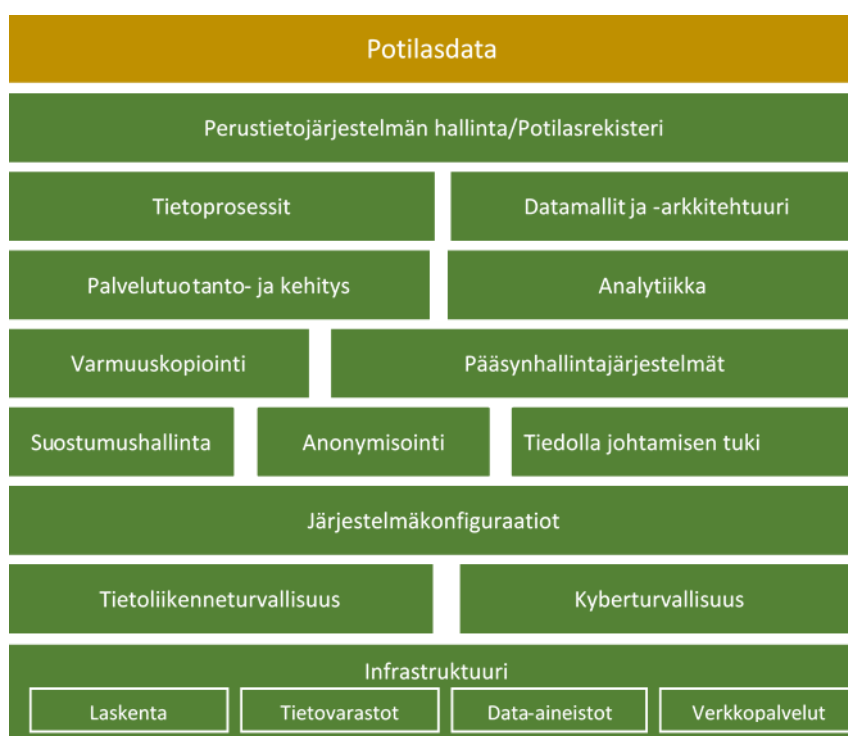 Potilasdata
Perustietojärjestelmän hallinta/Potilasrekisteri
Tietoprosessit
Datamallit ja -arkkitehtuuri
Palvelutuotanto- ja kehitys
Analytiikka
Varmuuskopiointi
Pääsynhallintajärjestelmät
Suostumushallinta
Anonymisointi
Tiedolla johtamisen tuki
Järjestelmäkonfiguraatiot
Tietoliikenneturvallisuus
Kyberturvallisuus
Infrastruktuuri
Laskenta
Tietovarastot
Data-aineistot
Verkkopalvelut